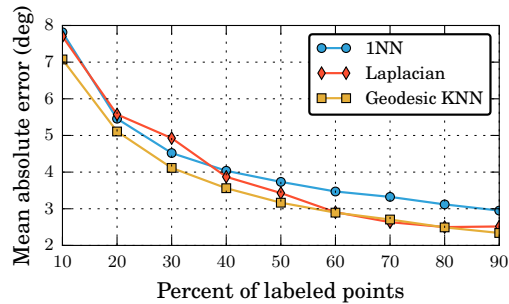 8
7
6
5
4
3
2
Mean absolute error (deg)
1NN
Laplacian
Geodesic KNN
10 20 30 40 50 60 70 80 90
Percent of labeled points